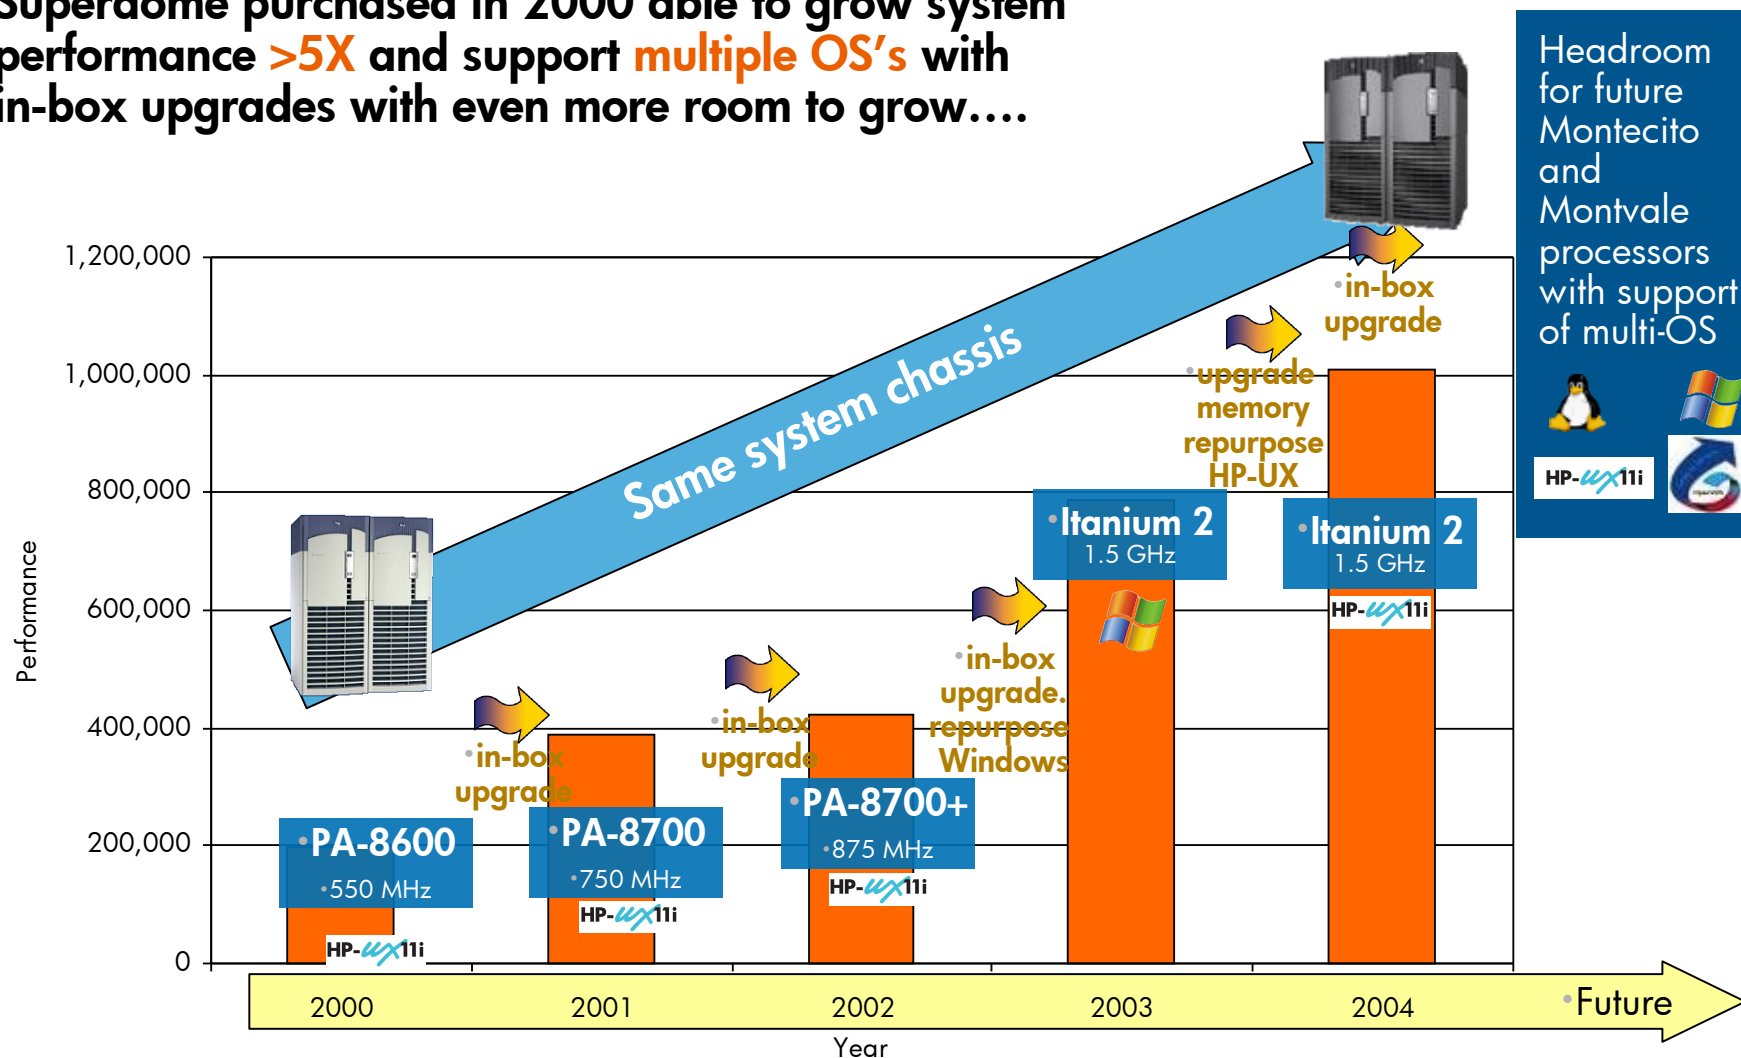 Superdome purchased in 2000 able to grow system
performance >5X and support multiple OS's with
in-box upgrades with even more room to grow....
Headroom
for future
Montecito
and
Montvale
processors
with support
of multi-OS
HP-UX 11i
Performance
1,200,000
1,000,000
800,000
600,000
400,000
200,000
0
Same system chassis
•in-box
upgrade
•upgrade
memory
repurpose
HP-UX
•in-box
upgrade.
repurpose
Windows
•in-box
upgrade
•in-box
upgrade
•PA-8600
•550 MHz
HP-UX 11i
•PA-8700
•750 MHz
HP-UX 11i
•PA-8700+
•875 MHz
HP-UX 11i
•Itanium 2
1.5 GHz
•Itanium 2
1.5 GHz
HP-UX 11i
2000
2001
2002
2003
2004
•Future
Year